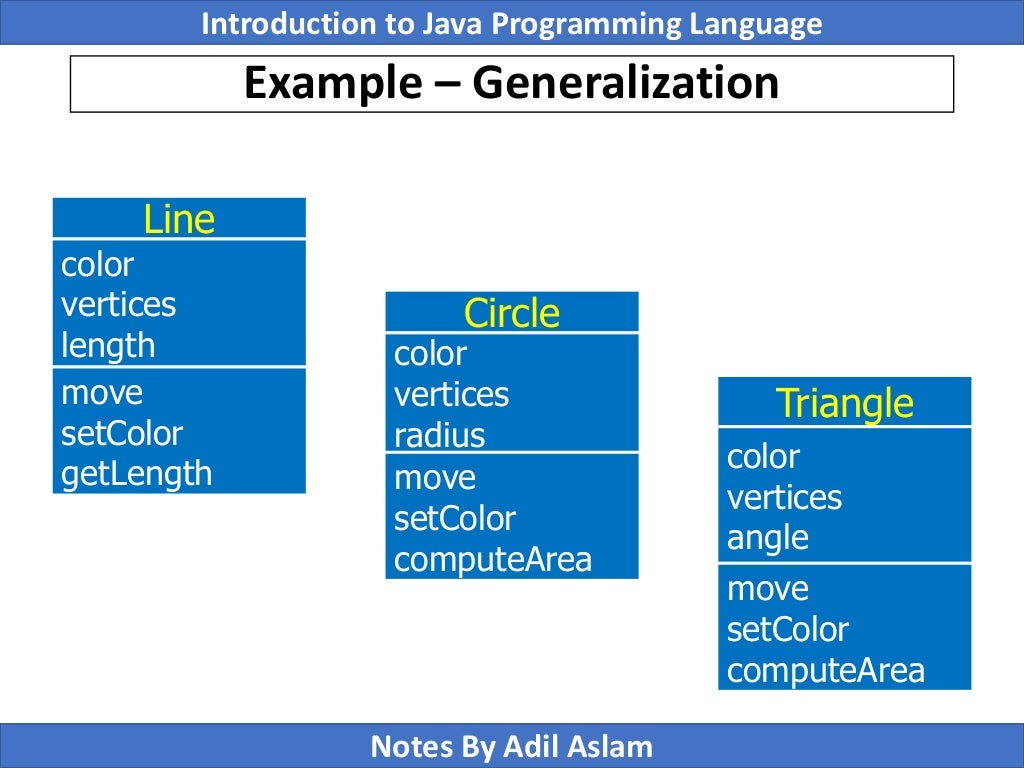 Introduction to Java Programming Language
Example – Generalization
Line
color
vertices
length
move
setColor
getLength
Circle
color
vertices
radius
move
setColor
computeArea
Triangle
color
vertices
angle
move
setColor
computeArea
Notes By Adil Aslam